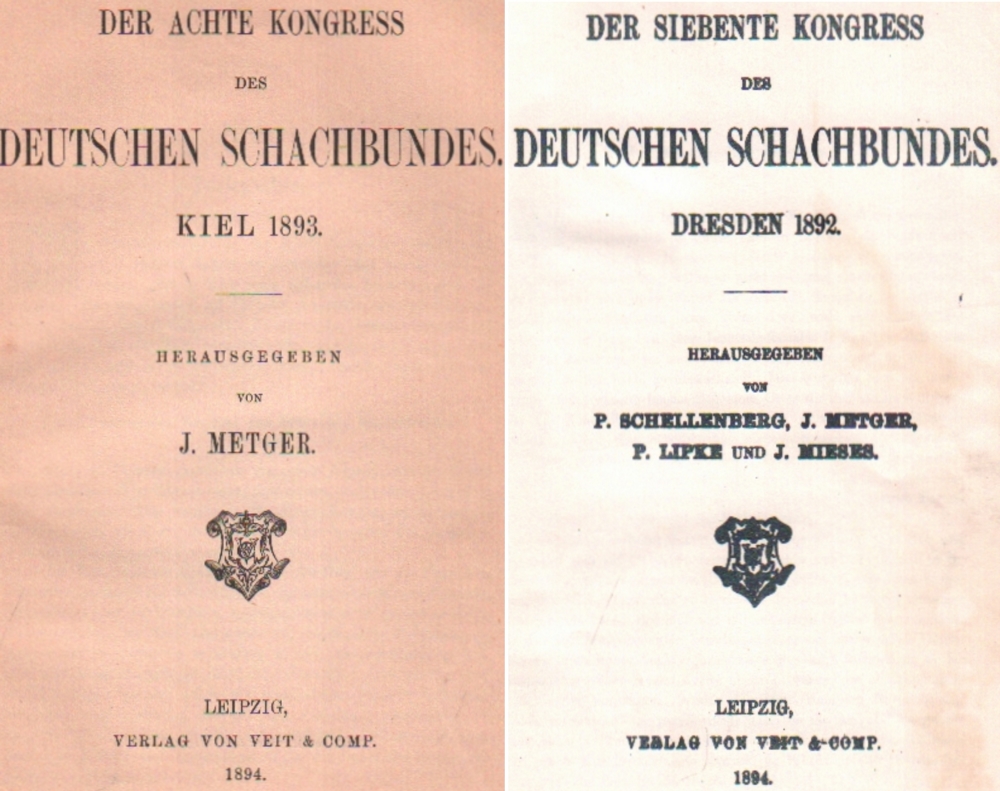 DER ACHTE KONGRESS
DES
DEUTSCHEN SCHACHBUNDES.
KIEL 1893.
HERAUSGEGEBEN
VON
J. METGER.
LEIPZIG,
VERLAG VON VEIT & COMP.
1894.
DER SIEBENTE KONGRESS
DES
DEUTSCHEN SCHACHBUNDES.
DRESDEN 1892.
HERAUSGEGEBEN
VON
P. SCHELLENBERG, J. METGER,
P. LIPKE UND J. MIESES.
LEIPZIG,
VERLAG VON VEIT & COMP.
1894.